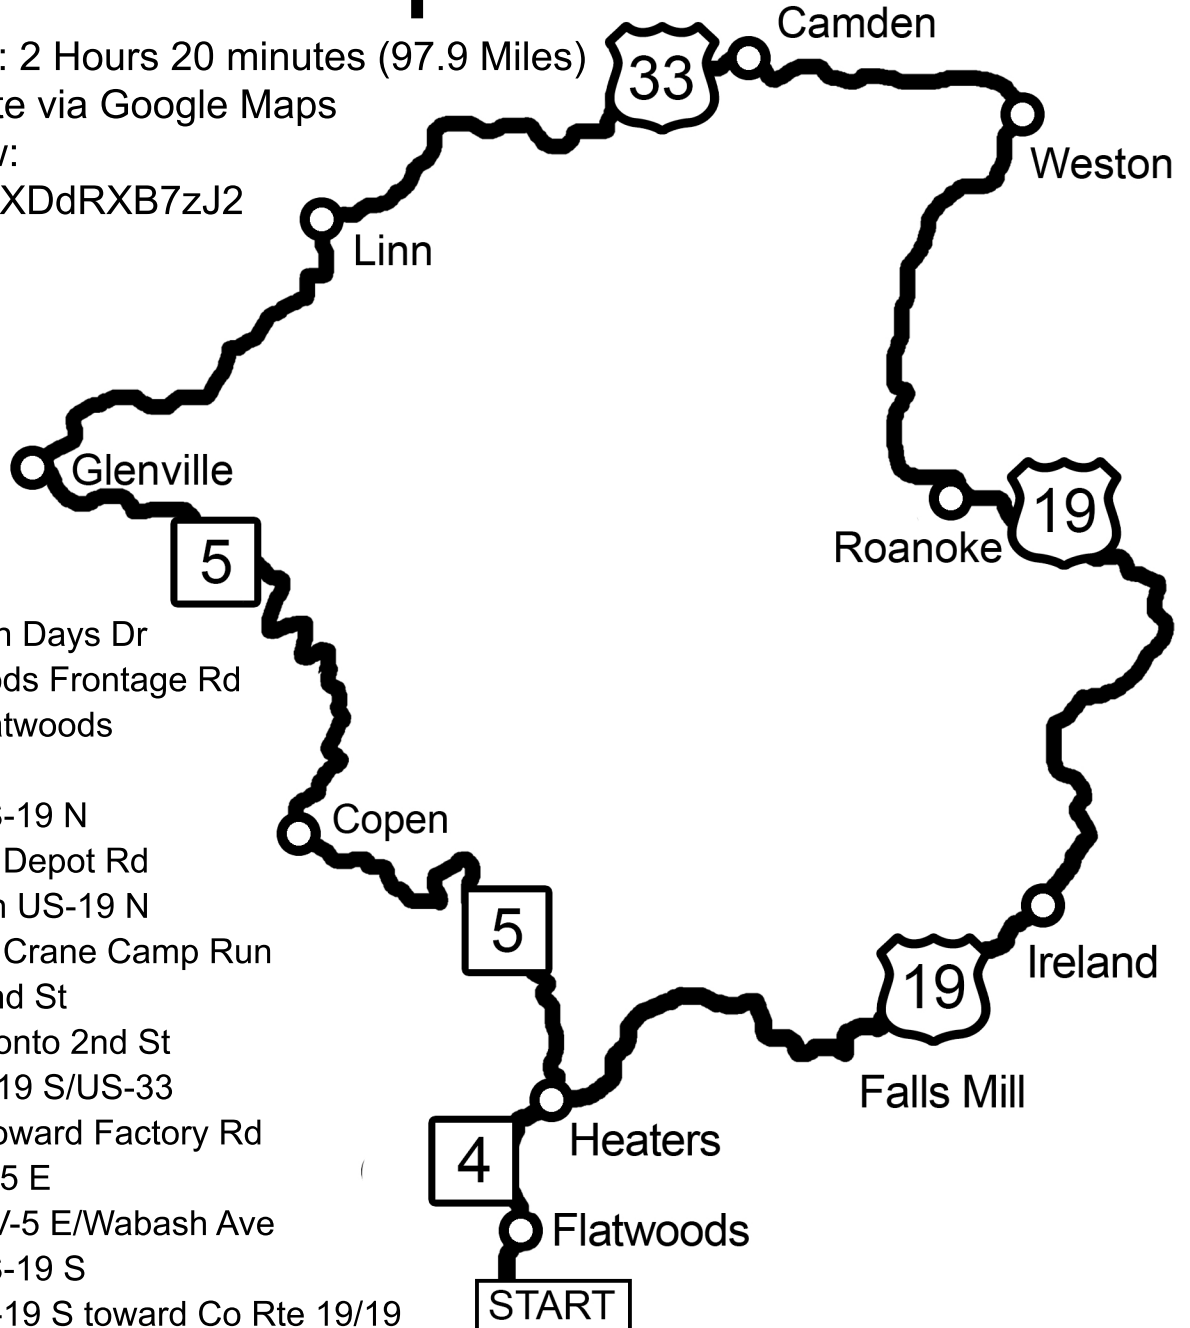 : 2 Hours 20 minutes (97.9 Miles)
te via Google Maps
w:
XDdRXB7zJ2
Camden
33
Weston
Linn
Glenville
5
19
Roanoke
n Days Dr
ods Frontage Rd
atwoods
S-19 N
Depot Rd
n US-19 N
Crane Camp Run
nd St
onto 2nd St
19 S/US-33
oward Factory Rd
5 E
V-5 E/Wabash Ave
S-19 S
-19 S toward Co Rte 19/19
Copen
5
Ireland
19
Falls Mill
Heaters
4
Flatwoods
START